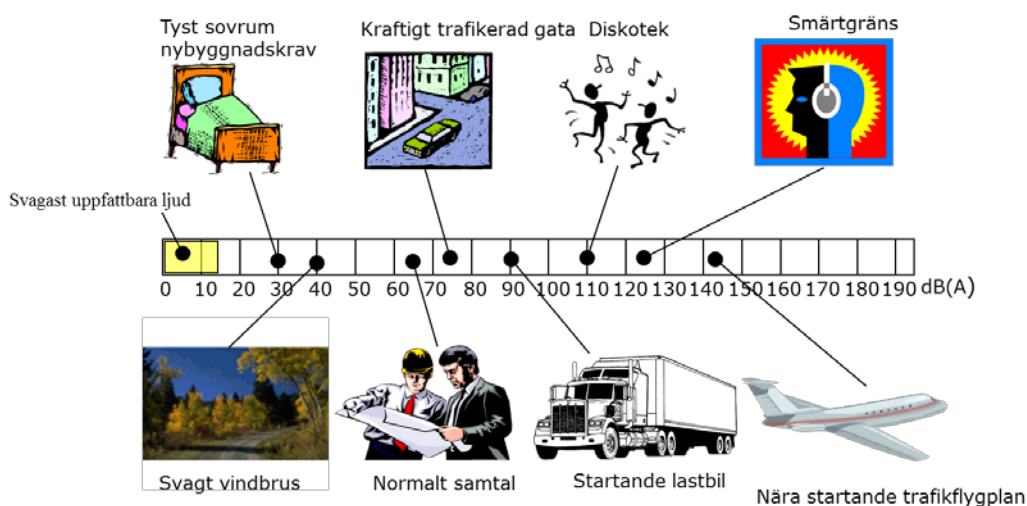 Tyst sovrum
nybyggnadskrav
Kraftigt trafikerad gata
Diskotek
Smärtgräns
Svagast uppfattbara ljud
0 10 20 30 40 50 60 70 80 90 100 110 120 130 140 150 160 170 180 190 dB(A)
Svagt vindbrus
Normalt samtal
Startande lastbil
Nära startande trafikflygplan